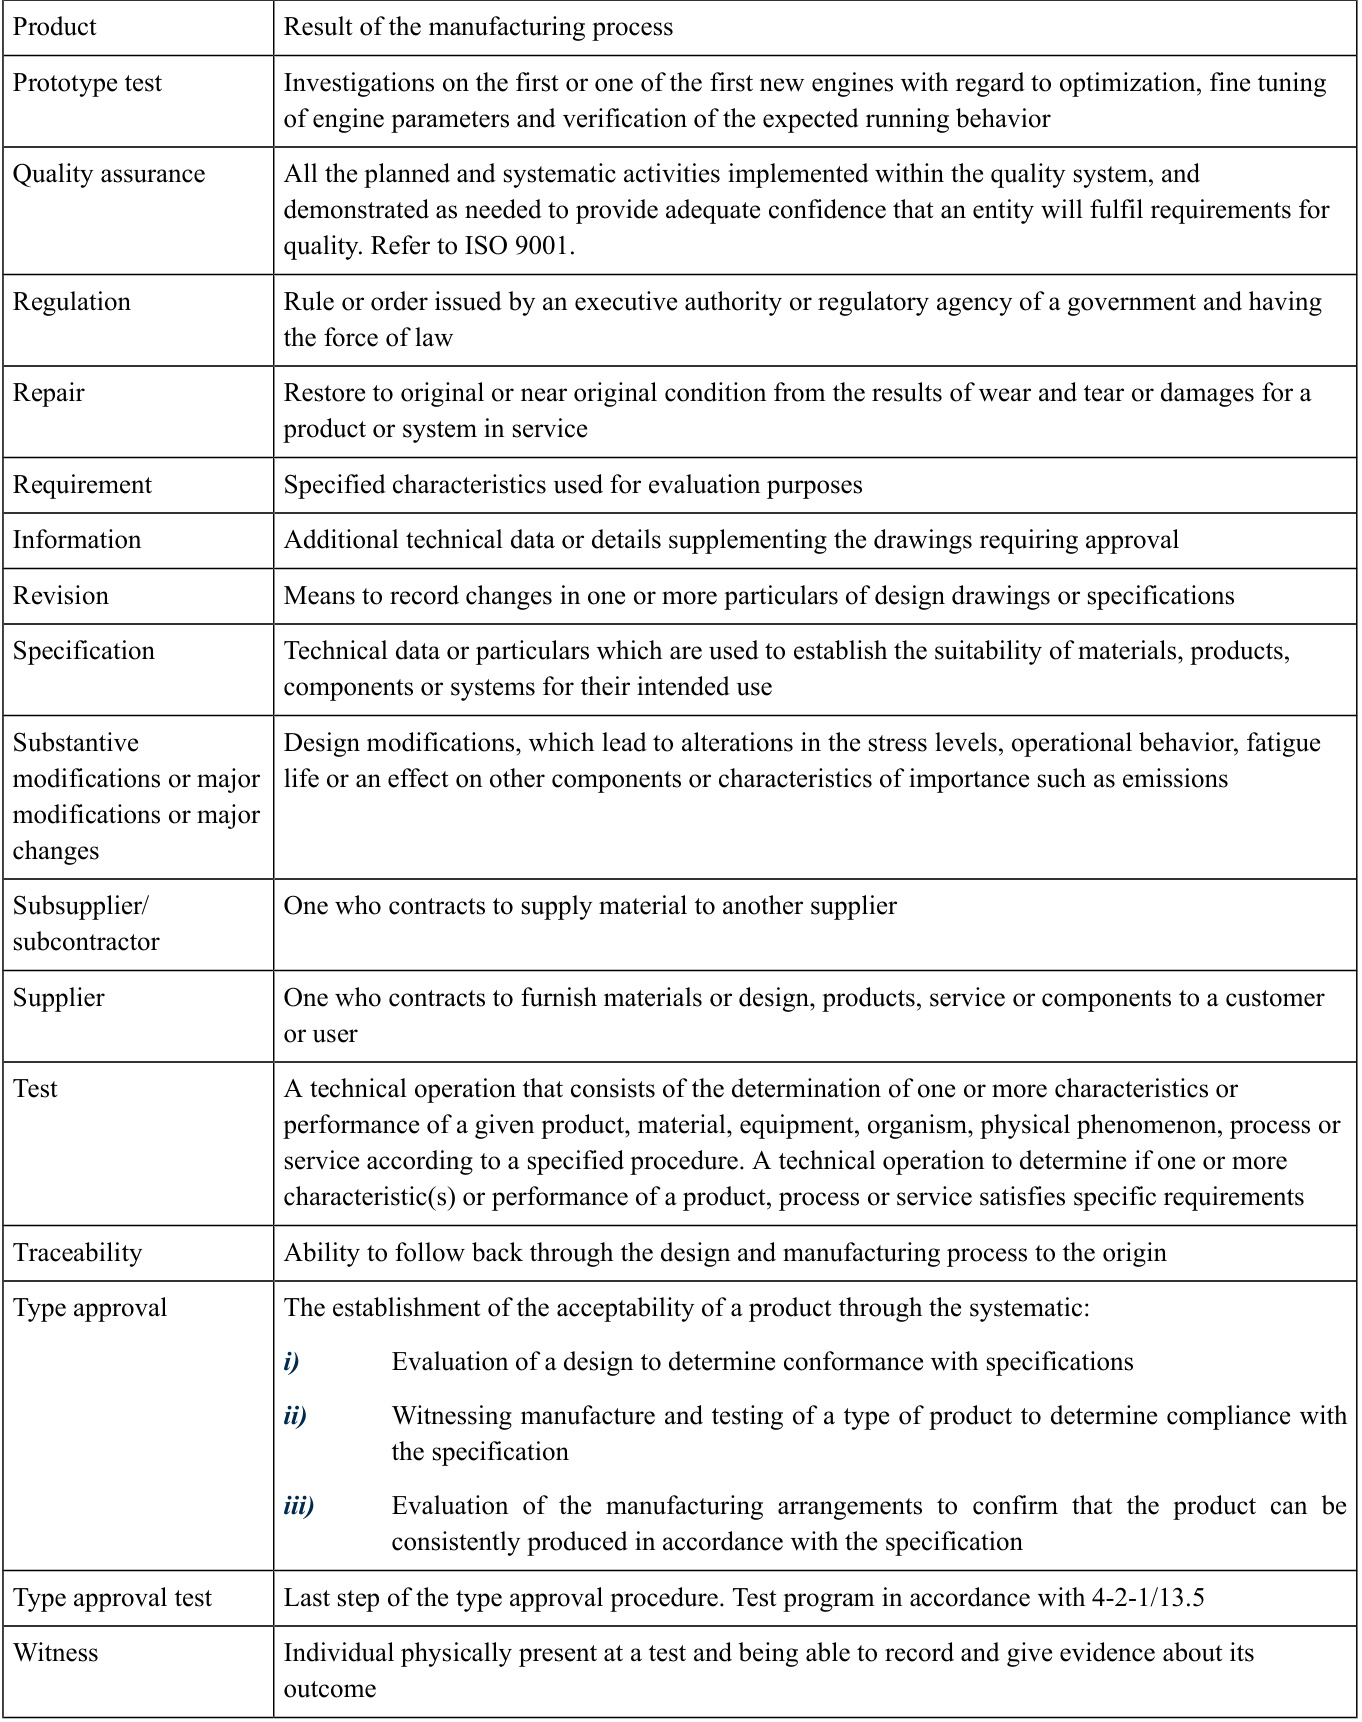 Product
Result of the manufacturing process
Prototype test
Investigations on the first or one of the first new engines with regard to optimization, fine tuning
of engine parameters and verification of the expected running behavior
Quality assurance
All the planned and systematic activities implemented within the quality system, and
demonstrated as needed to provide adequate confidence that an entity will fulfil requirements for
quality. Refer to ISO 9001.
Regulation
Rule or order issued by an executive authority or regulatory agency of a government and having
the force of law
Repair
Restore to original or near original condition from the results of wear and tear or damages for a
product or system in service
Requirement
Specified characteristics used for evaluation purposes
Information
Additional technical data or details supplementing the drawings requiring approval
Revision
Means to record changes in one or more particulars of design drawings or specifications
Specification
Technical data or particulars which are used to establish the suitability of materials, products,
components or systems for their intended use
Substantive
modifications or major
modifications or major
changes
Design modifications, which lead to alterations in the stress levels, operational behavior, fatigue
life or an effect on other components or characteristics of importance such as emissions
Subsupplier/
subcontractor
One who contracts to supply material to another supplier
Supplier
One who contracts to furnish materials or design, products, service or components to a customer
or user
Test
A technical operation that consists of the determination of one or more characteristics or
performance of a given product, material, equipment, organism, physical phenomenon, process or
service according to a specified procedure. A technical operation to determine if one or more
characteristic(s) or performance of a product, process or service satisfies specific requirements
Traceability
Ability to follow back through the design and manufacturing process to the origin
Type approval
The establishment of the acceptability of a product through the systematic:
i) Evaluation of a design to determine conformance with specifications
ii) Witnessing manufacture and testing of a type of product to determine compliance with
the specification
iii) Evaluation of the manufacturing arrangements to confirm that the product can be
consistently produced in accordance with the specification
Type approval test
Last step of the type approval procedure. Test program in accordance with 4-2-1/13.5
Witness
Individual physically present at a test and being able to record and give evidence about its
outcome